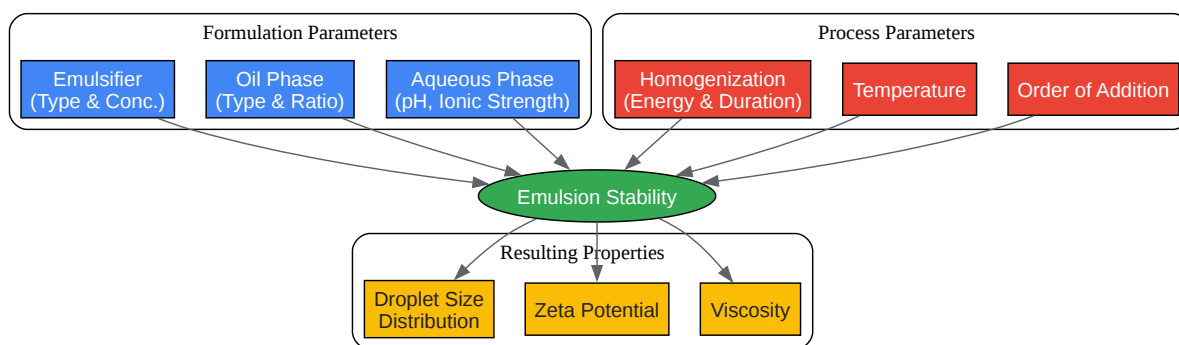 Formulation Parameters
Process Parameters
Emulsifier
(Type & Conc.)
Oil Phase
(Type & Ratio)
Aqueous Phase
(pH, Ionic Strength)
Homogenization
(Energy & Duration)
Temperature
Order of Addition
Emulsion Stability
Resulting Properties
Droplet Size
Distribution
Zeta Potential
Viscosity